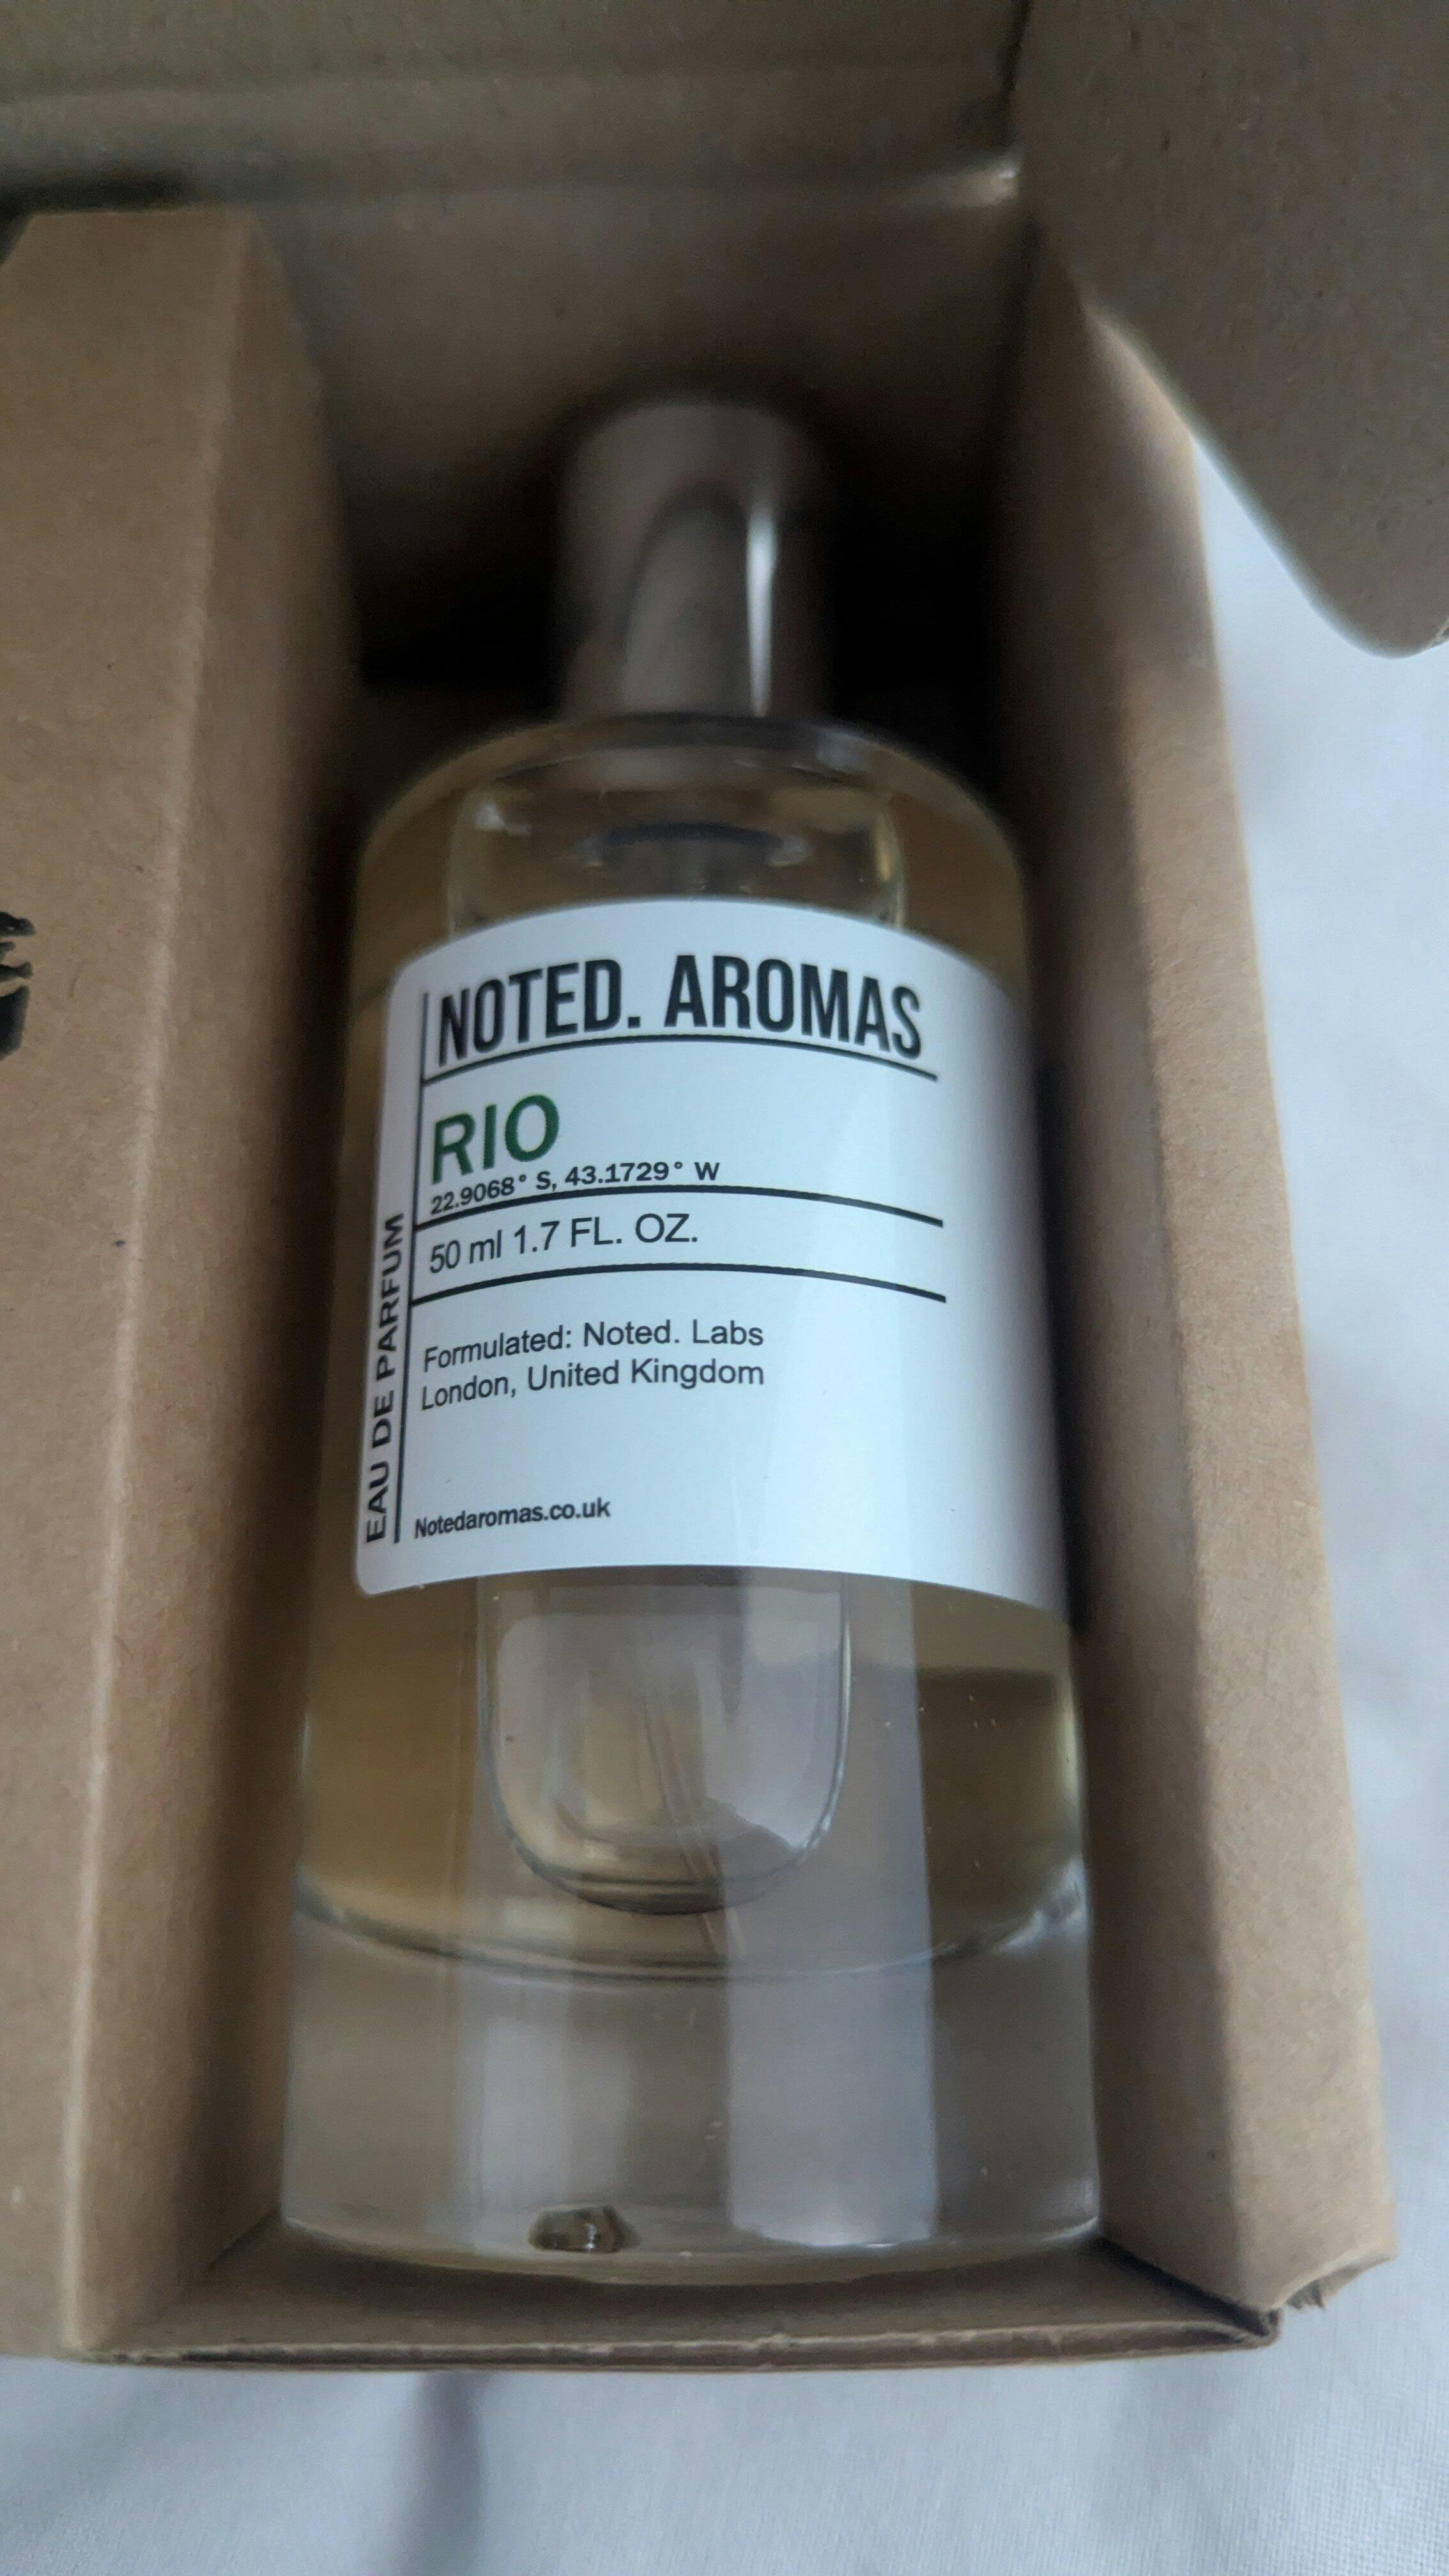 NOTED. AROMAS
RIO
22.9068° S, 43.1729° W
50 ml 1.7 FL. OZ.
Formulated: Noted. Labs
London, United Kingdom
Notedaromas.co.uk
EAU DE PARFUM